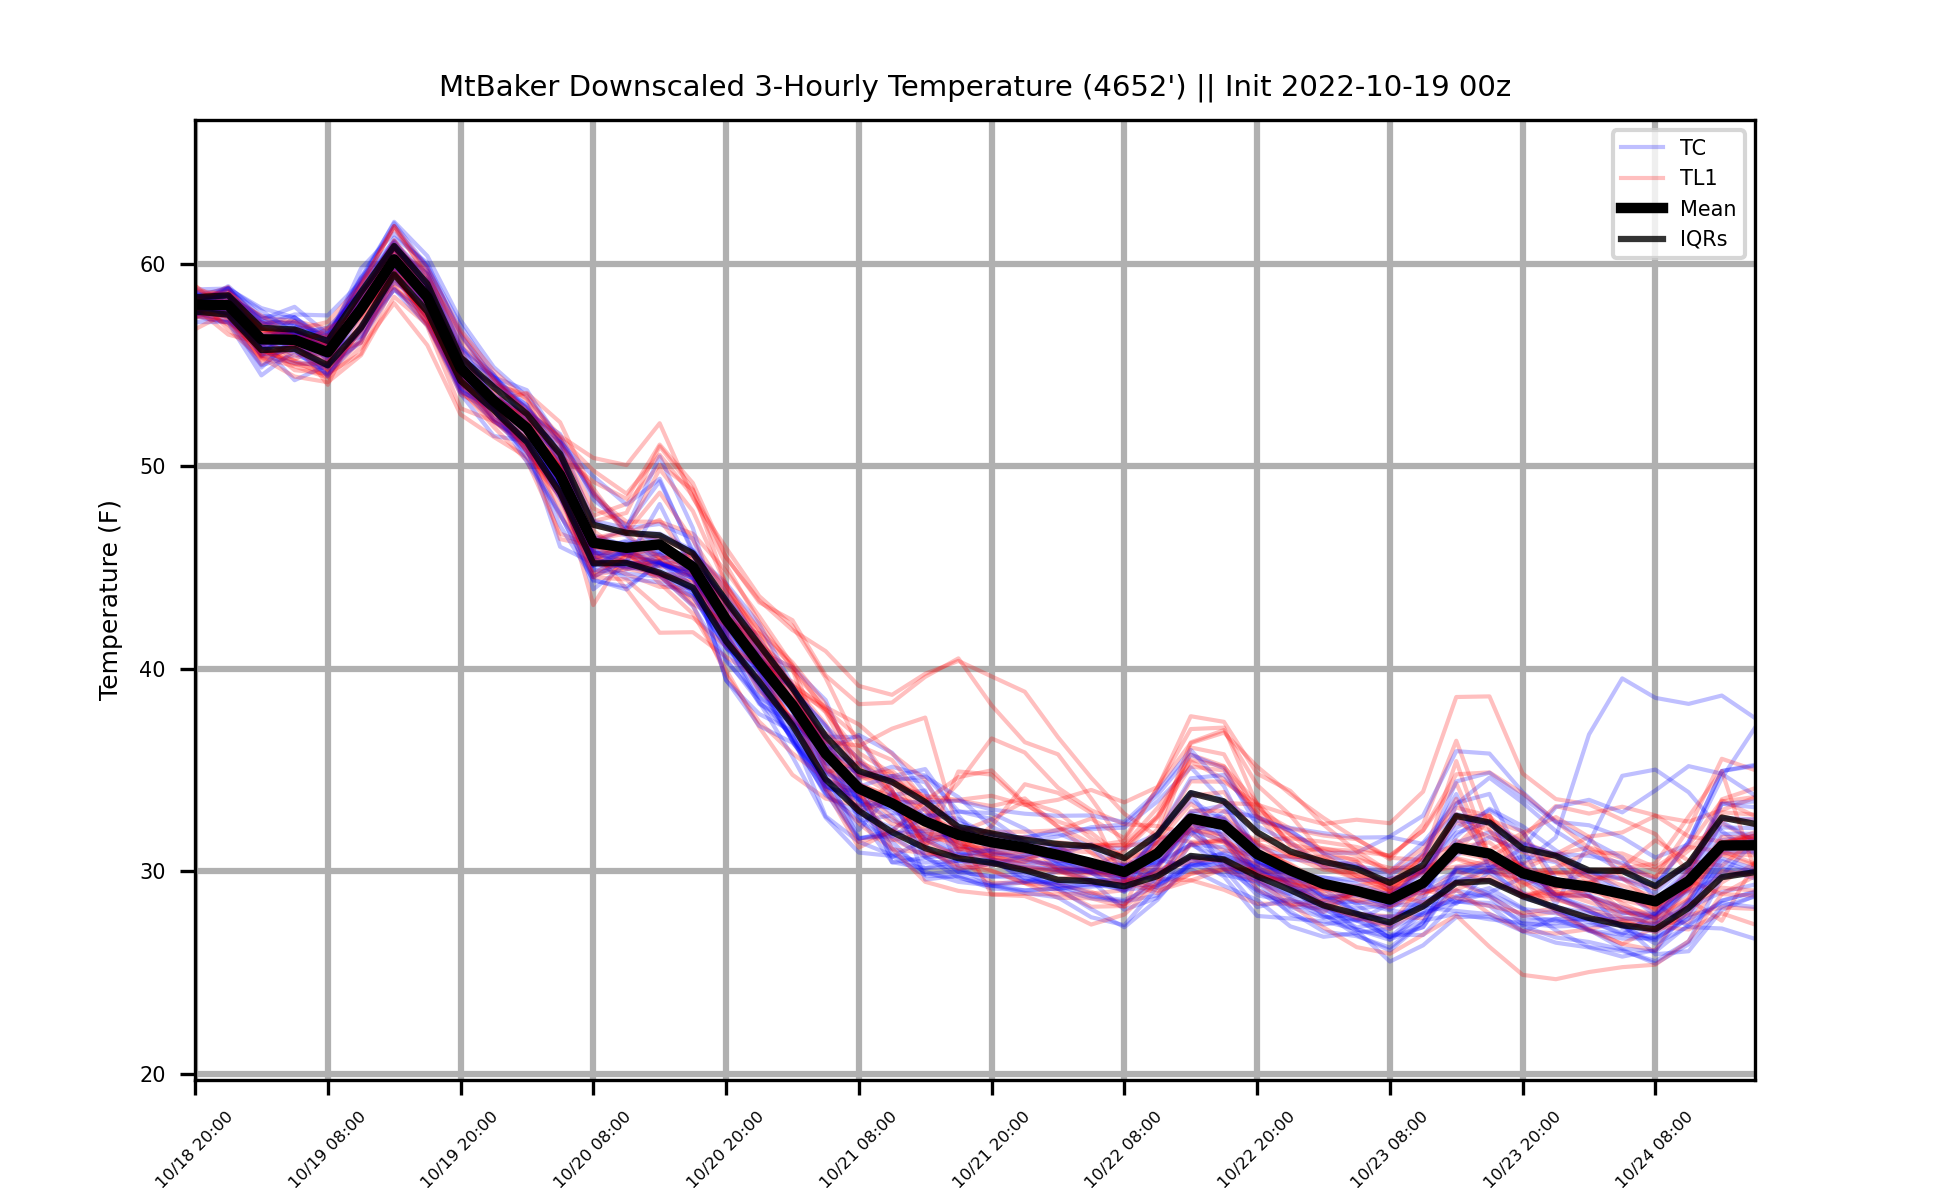 MtBaker Downscaled 3-Hourly Temperature (4652') || Init 2022-10-19 00z
TC
TL1
Mean
IQRs
Temperature (F)
60
50
40
30
20
10/18 20:00
10/19 08:00
10/19 20:00
10/20 08:00
10/20 20:00
10/21 08:00
10/21 20:00
10/22 08:00
10/22 20:00
10/23 08:00
10/23 20:00
10/24 08:00